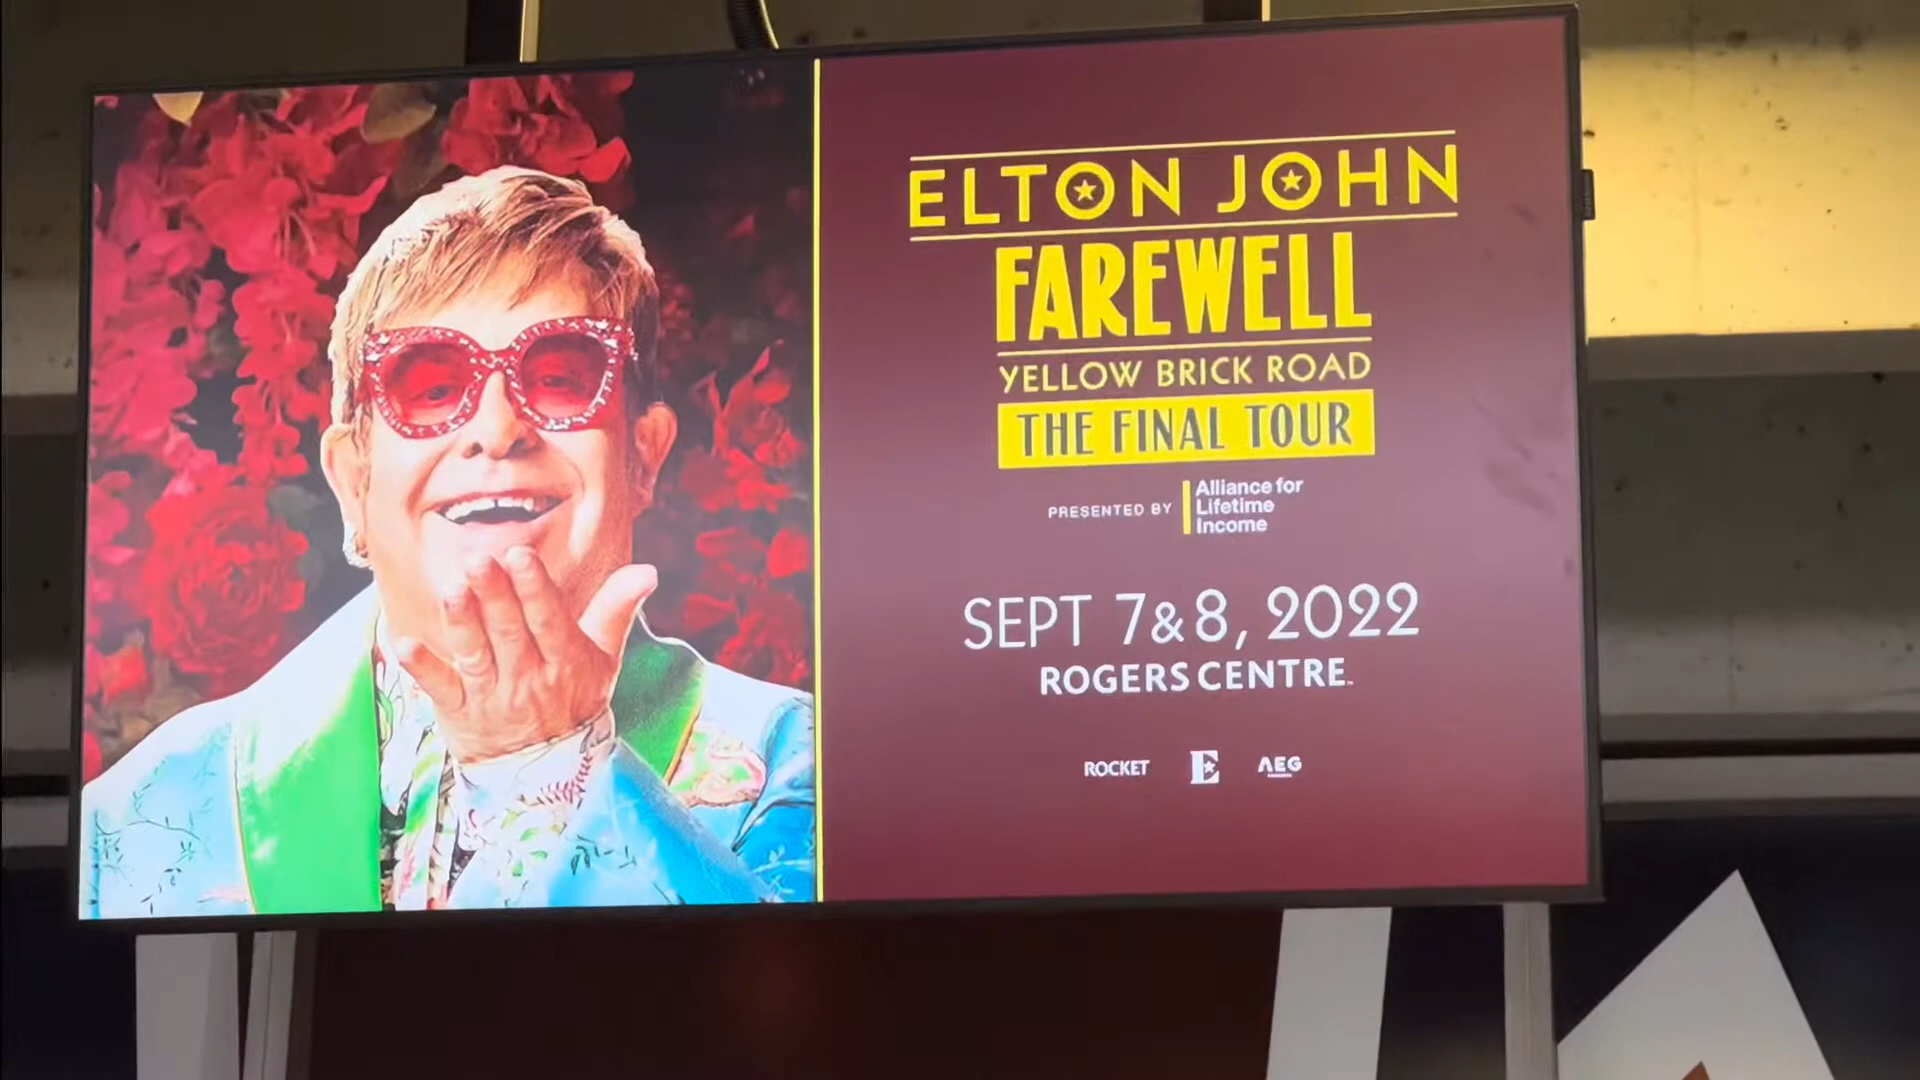 ELTON JOHN
FAREWELL
YELLOW BRICK ROAD
THE FINAL TOUR
PRESENTED BY
Alliance for
Lifetime
Income
SEPT 7&8, 2022
ROGERS CENTRE™
ROCKET E AEG